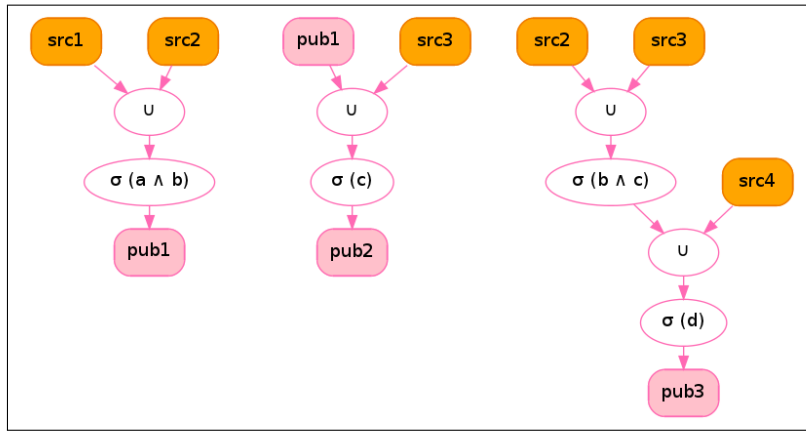 src1 src2 pub1 src3 src2 src3
∪ ∪ ∪
σ (a ∧ b) σ (c) σ (b ∧ c) src4
pub1 pub2 ∪
σ (d)
pub3